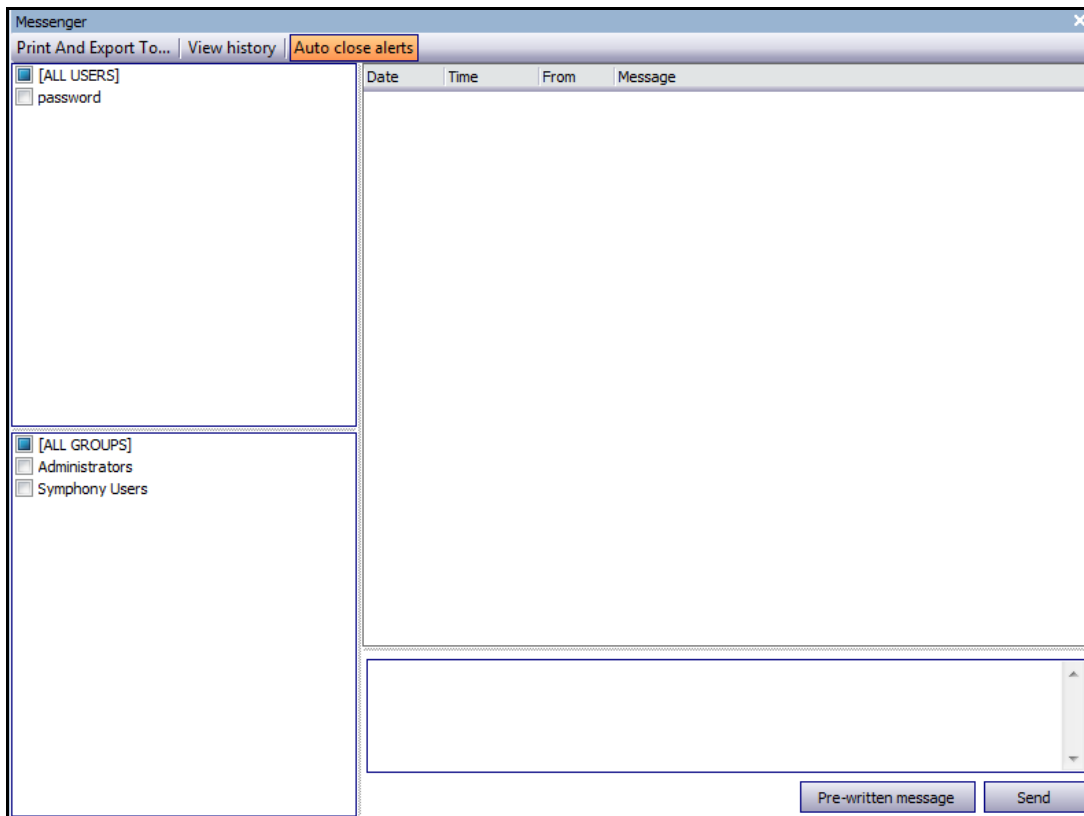 Messenger
Print And Export To... View history Auto close alerts
[ALL USERS]
password
Date Time From Message
[ALL GROUPS]
Administrators
Symphony Users
Pre-written message Send